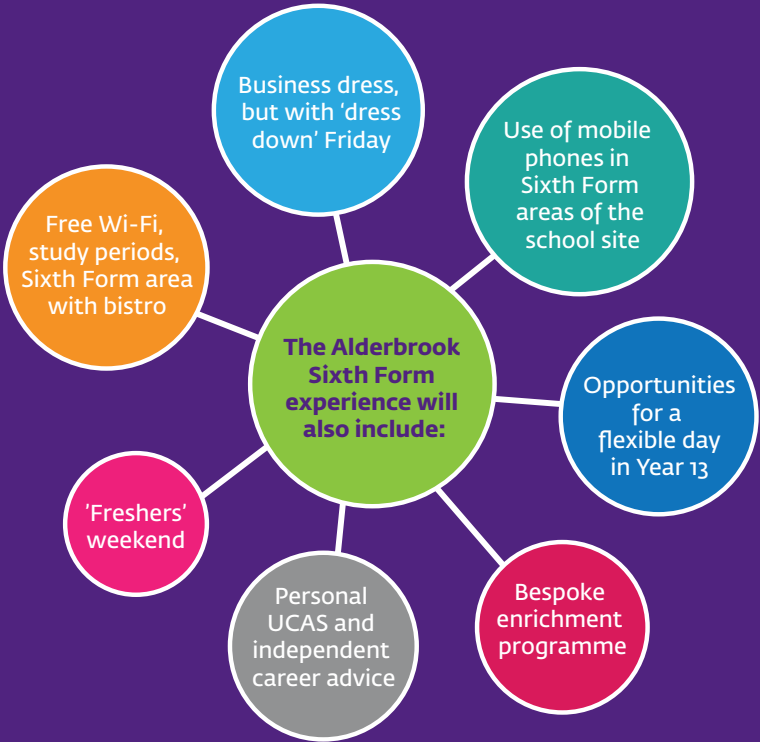 The Alderbrook
Sixth Form
experience will
also include:
Business dress,
but with ‘dress
down’ Friday
Use of mobile
phones in
Sixth Form
areas of the
school site
Opportunities
for a
flexible day
in Year 13
Bespoke
enrichment
programme
Personal
UCAS and
independent
career advice
'Freshers'
weekend
Free Wi-Fi,
study periods,
Sixth Form area
with bistro